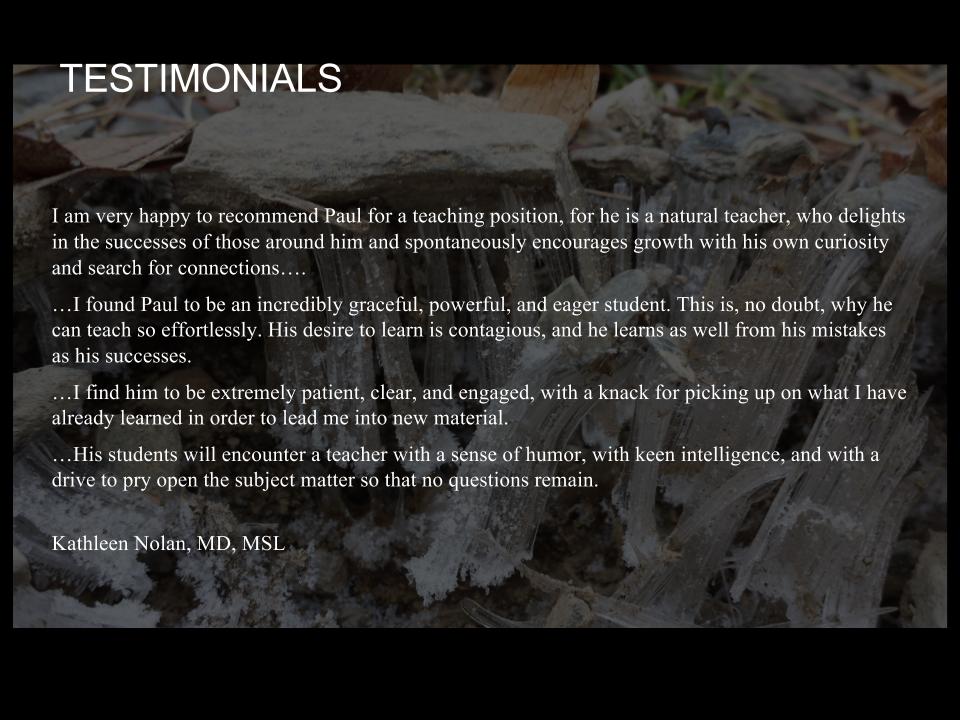 TESTIMONIALS
I am very happy to recommend Paul for a teaching position, for he is a natural teacher, who delights
in the successes of those around him and spontaneously encourages growth with his own curiosity
and search for connections….
…I found Paul to be an incredibly graceful, powerful, and eager student. This is, no doubt, why he
can teach so effortlessly. His desire to learn is contagious, and he learns as well from his mistakes
as his successes.
…I find him to be extremely patient, clear, and engaged, with a knack for picking up on what I have
already learned in order to lead me into new material.
…His students will encounter a teacher with a sense of humor, with keen intelligence, and with a
drive to pry open the subject matter so that no questions remain.
Kathleen Nolan, MD, MSL